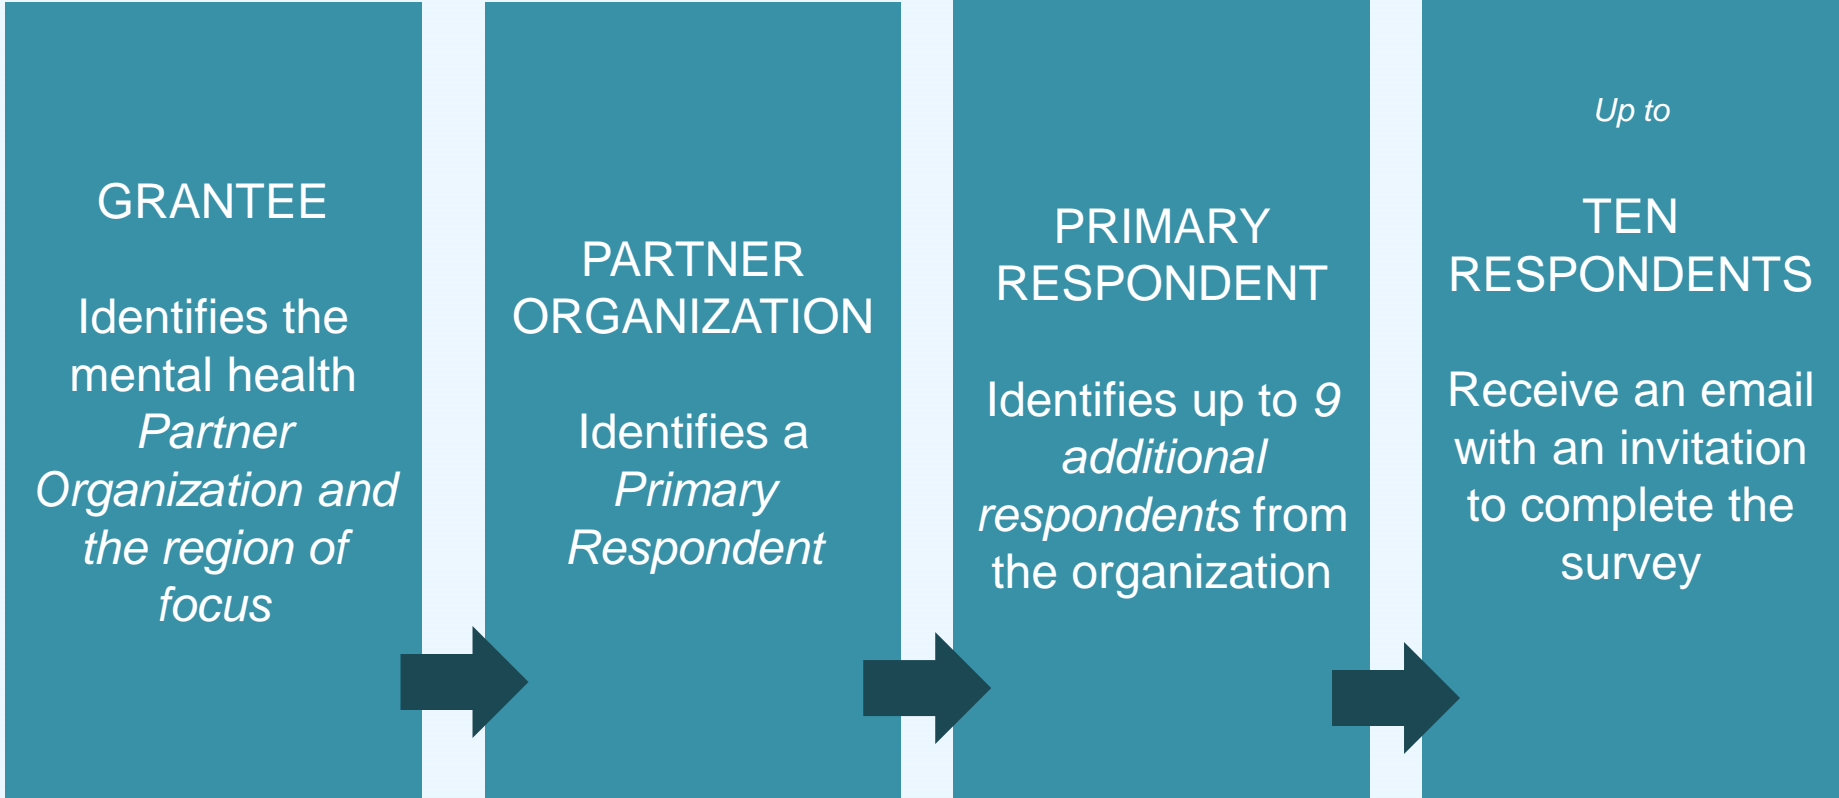 GRANTEE
Identifies the
mental health
Partner
Organization and
the region of
focus
PARTNER
ORGANIZATION
Identifies a
Primary
Respondent
PRIMARY
RESPONDENT
Identifies up to 9
additional
respondents from
the organization
Up to
TEN
RESPONDENTS
Receive an email
with an invitation
to complete the
survey